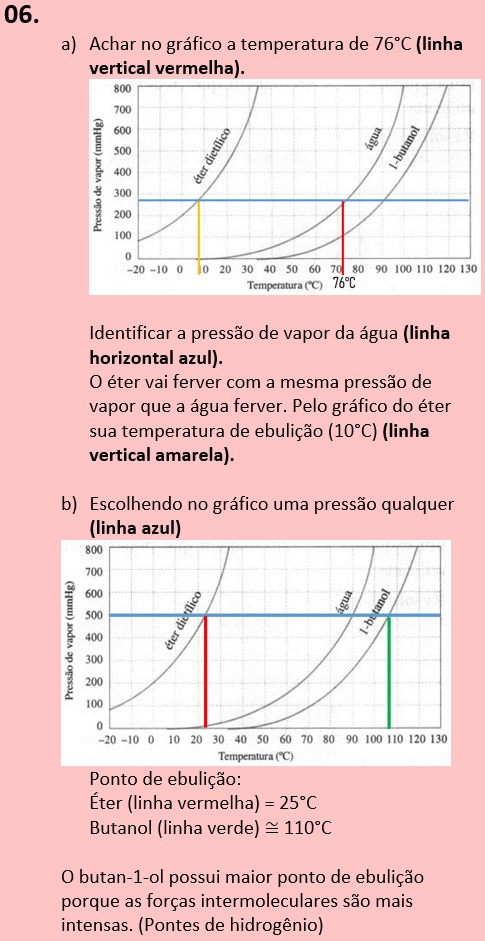 06.
a) Achar no gráfico a temperatura de 76°C (linha
vertical vermelha).
800
700
600
500
400
300
200
100
0
Pressão de vapor (mmHg)
éter dietílico
água
1-butanol
-20 -10 0 10 20 30 40 50 60 70 80 90 100 110 120 130
Temperatura (ºC) 76°C
Identificar a pressão de vapor da água (linha
horizontal azul).
O éter vai ferver com a mesma pressão de
vapor que a água ferver. Pelo gráfico do éter
sua temperatura de ebulição (10°C) (linha
vertical amarela).
b) Escolhendo no gráfico uma pressão qualquer
(linha azul)
800
700
600
500
400
300
200
100
0
Pressão de vapor (mmHg)
éter dietílico
água
1-butanol
-20 -10 0 10 20 30 40 50 60 70 80 90 100 110 120 130
Temperatura (ºC)
Ponto de ebulição:
Éter (linha vermelha) = 25°C
Butanol (linha verde) ≅ 110°C
O butan-1-ol possui maior ponto de ebulição
porque as forças intermoleculares são mais
intensas. (Pontes de hidrogênio)